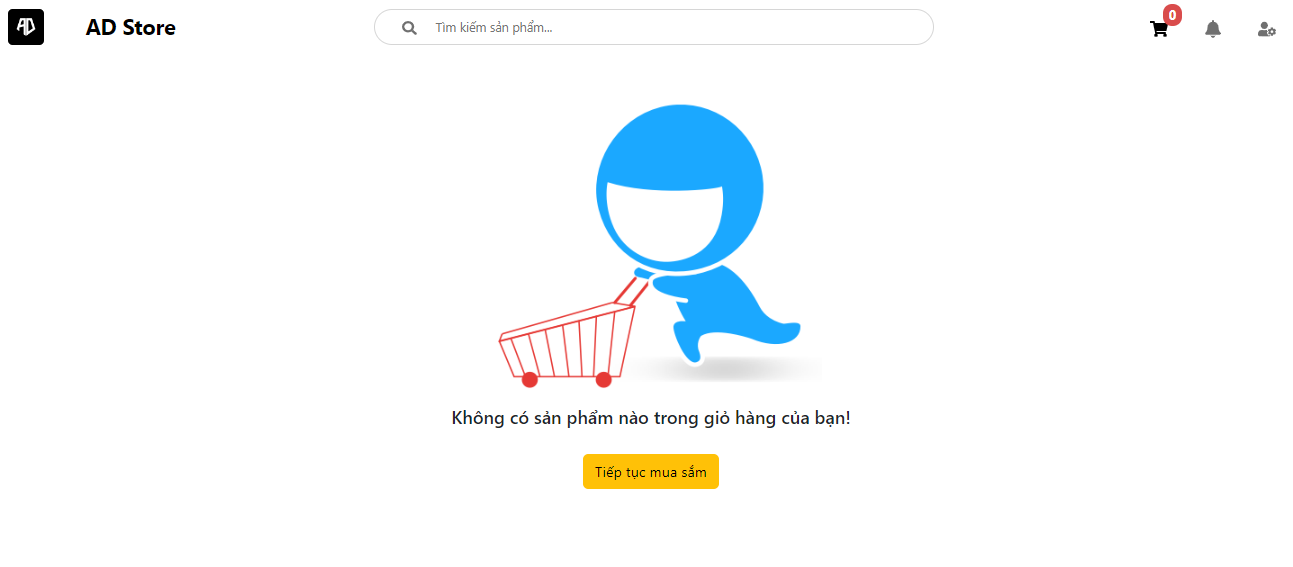 AD
AD Store
Tìm kiếm sản phẩm...
0
Không có sản phẩm nào trong giỏ hàng của bạn!
Tiếp tục mua sắm